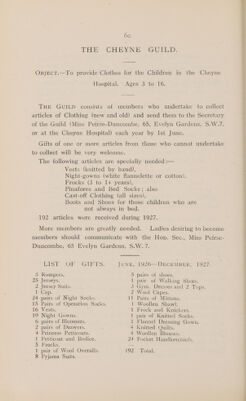 60
THE CHEYNE GUILD.
OBJECT.—To provide Clothes for the Children in the Cheyne
Hospital. Ages 3 to 16.
THE GUILD consists of members who undertake to collect
articles of Clothing (new and old) and send them to the Secretary
of the Guild (Miss Petrie-Duncombe, 65, Evelyn Gardens, S.W.7,
or at the Cheyne Hospital) each year by 1st June.
Gifts of one or more articles from those who cannot undertake
to collect will be very welcome.
The following articles are specially needed:—
Vests (knitted by hand),
Night-gowns (white flannelette or cotton).
Frocks (3 to 4 years),
Pinafores and Bed Socks; also
Cast-off Clothing (all sizes),
Boots and Shoes for those children who are
not always in bed.
192 articles were received during 1927.
More members are greatly needed. Ladies desiring to become
members should communicate with the Hon. Sec., Miss Petrie-
Duncombe, 65 Evelyn Gardens, S.W.7.
LIST OF GIFTS. JUNE, 1926—DECEMBER, 1927
5 Rompers.
23 Jerseys.
2 Jersey Suits.
1 Cap.
24 pairs of Night Socks.
15 Pairs of Operation Socks
16 Vests.
19 Night Gowns.
6 pairs of Bloomers.
2 pairs of Drawers.
4 Princess Petticoats.
1 Petticoat and Bodice.
5 Frocks.
1 pair of Wool Overalls.
8 Pyjama Suits.
3 pairs of shoes.
1 pair of Walking Shoes.
3 Gym. Dresses and 2 Tops.
2 Wool Capes.
11 Pairs of Mittens.
1 Woollen Shawl.
1 Frock and Knickers.
1 pair of Knitted Socks
1 Flannel Dressing Gown.
4 Knitted Quilts.
4 Woollen Blouses.
24 Pocket Handkerchiefs.
192 Total.